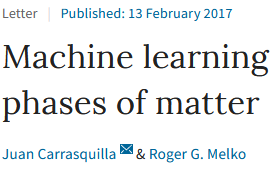 Letter | Published: 13 February 2017
Machine learning
phases of matter
Juan Carrasquilla & Roger G. Melko